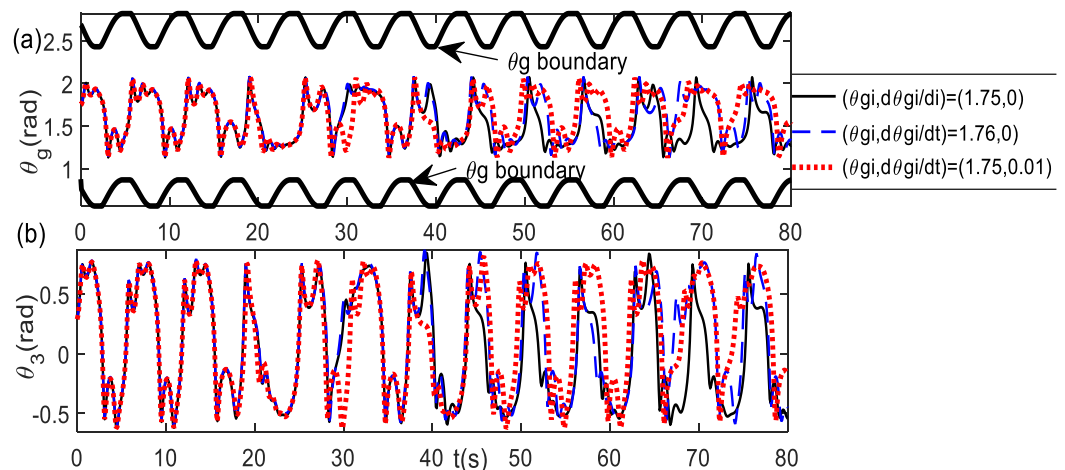 (a)
θg(rad)
2.5
2
1.5
1
θg boundary
θg boundary
0 10 20 30 40 50 60 70 80
(θgi,dθgi/di)=(1.75,0)
(θgi,dθgi/dt)=1.76,0)
(θgi,dθgi/dt)=(1.75,0.01)
(b)
θ3(rad)
0.5
0
-0.5
0 10 20 30 40 50 60 70 80
t(s)